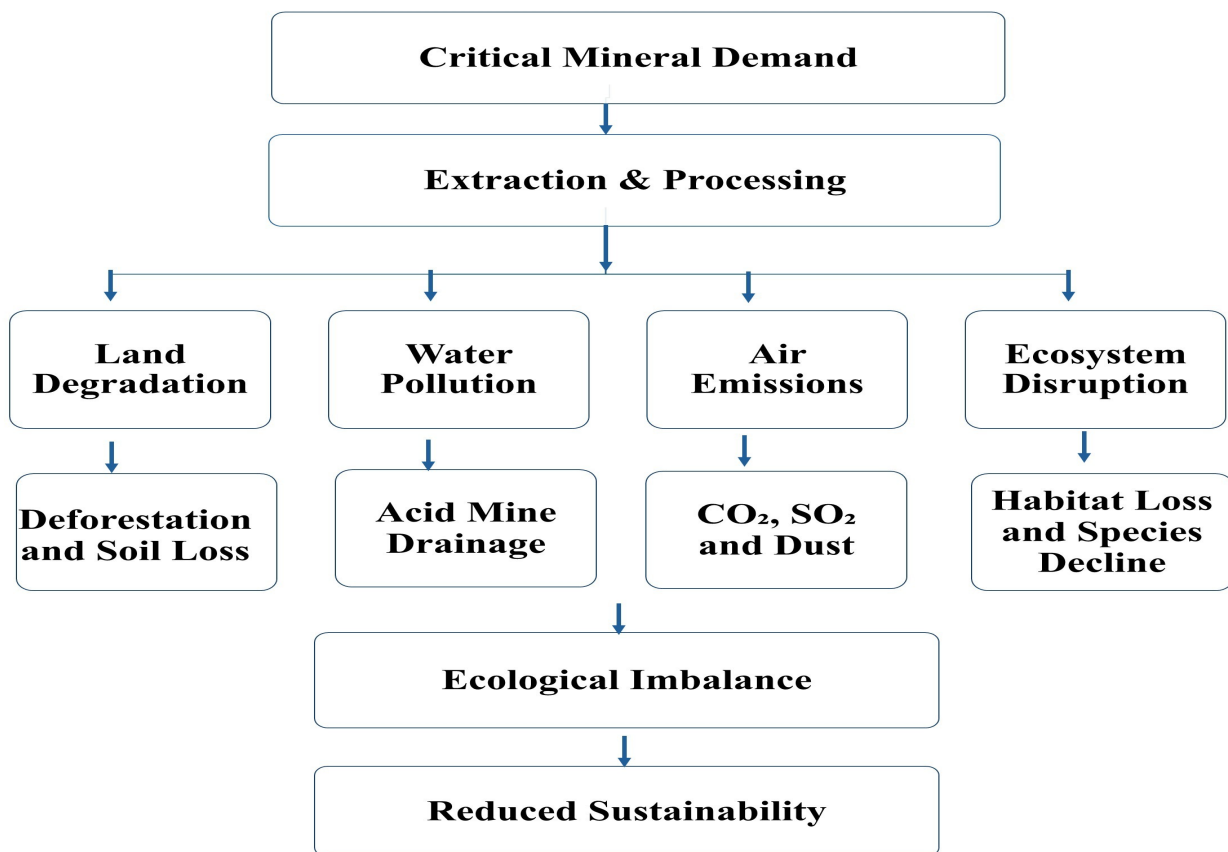 Critical Mineral Demand
Extraction & Processing
Land
Degradation
Water
Pollution
Air
Emissions
Ecosystem
Disruption
Deforestation
and Soil Loss
Acid Mine
Drainage
CO₂, SO₂
and Dust
Habitat Loss
and Species
Decline
Ecological Imbalance
Reduced Sustainability